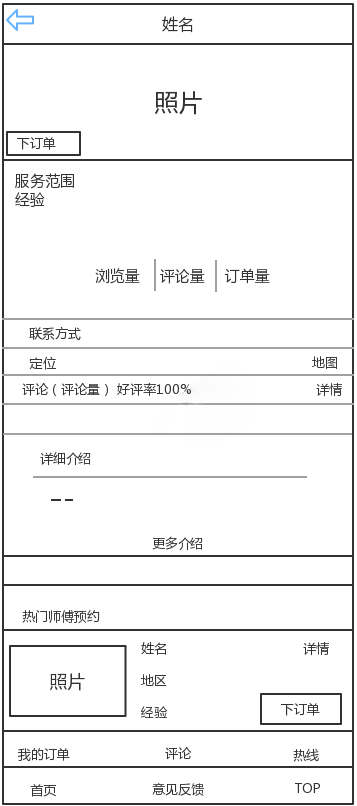 姓名
照片
下订单
服务范围
经验
浏览量 评论量 订单量
联系方式
定位 地图
评论（评论量） 好评率100% 详情
详细介绍
更多介绍
热门师傅预约
姓名 详情
照片
地区
经验 下订单
我的订单 评论 热线
首页 意见反馈 TOP